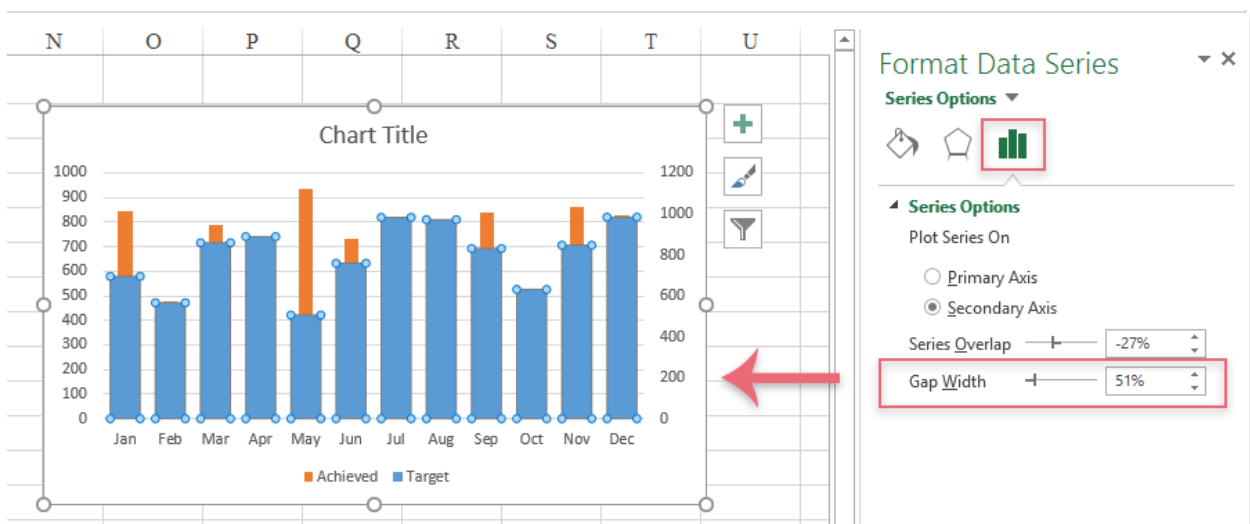 N O P Q R S T U
Format Data Series
Series Options
Chart Title
1000
900
800
700
600
500
400
300
200
100
0
1200
1000
800
600
400
200
0
Jan Feb Mar Apr May Jun Jul Aug Sep Oct Nov Dec
Achieved Target
Series Options
Plot Series On
Primary Axis
Secondary Axis
Series Overlap -27%
Gap Width 51%